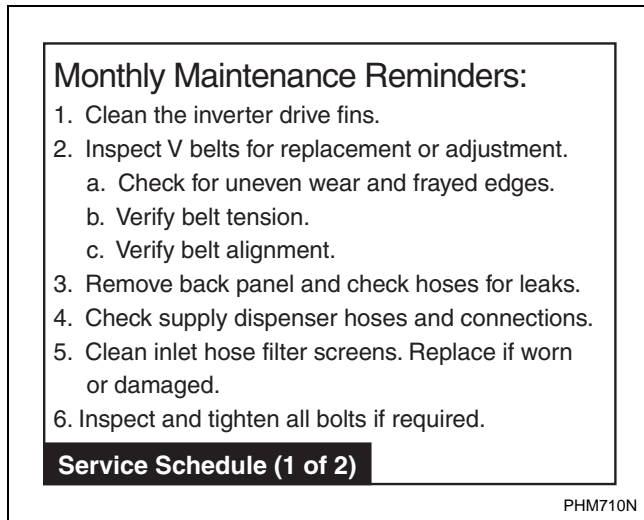 Monthly Maintenance Reminders:
1. Clean the inverter drive fins.
2. Inspect V belts for replacement or adjustment.
a. Check for uneven wear and frayed edges.
b. Verify belt tension.
c. Verify belt alignment.
3. Remove back panel and check hoses for leaks.
4. Check supply dispenser hoses and connections.
5. Clean inlet hose filter screens. Replace if worn
or damaged.
6. Inspect and tighten all bolts if required.
Service Schedule (1 of 2)
PHM710N